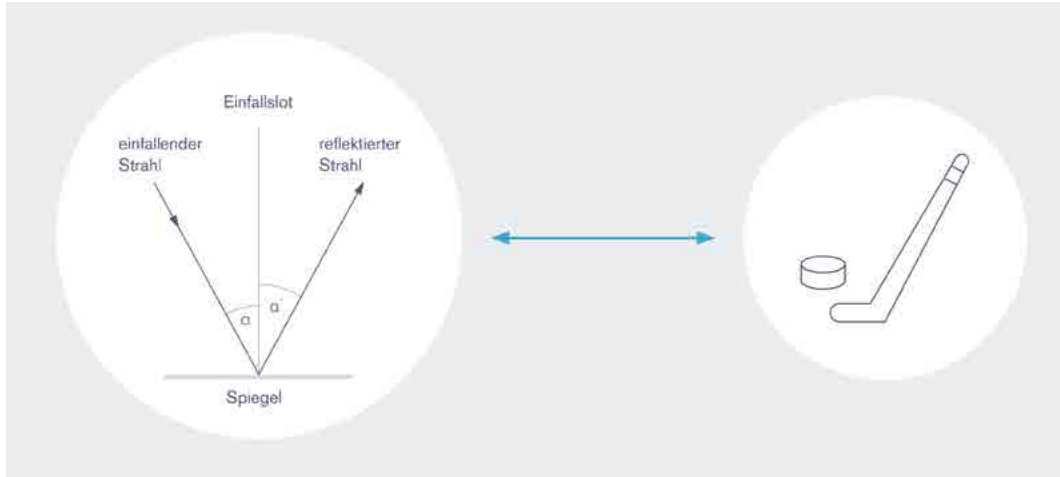 Einfallslot
einfallender
Strahl
reflektierter
Strahl
α
α'
Spiegel